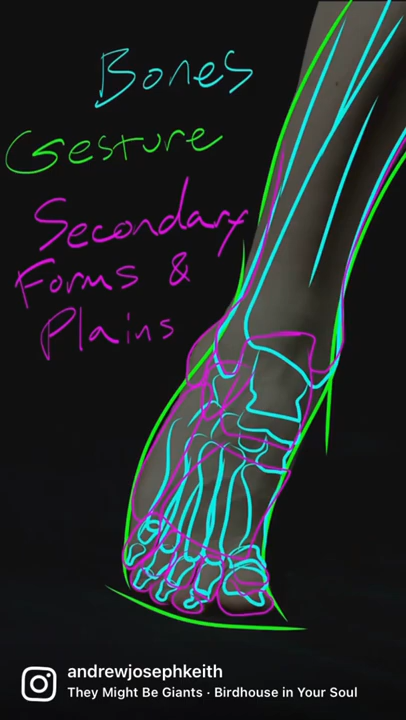 Bones
Gesture
Secondary
Forms &
Plains
andrewjosephkeith
They Might Be Giants · Birdhouse in Your Soul